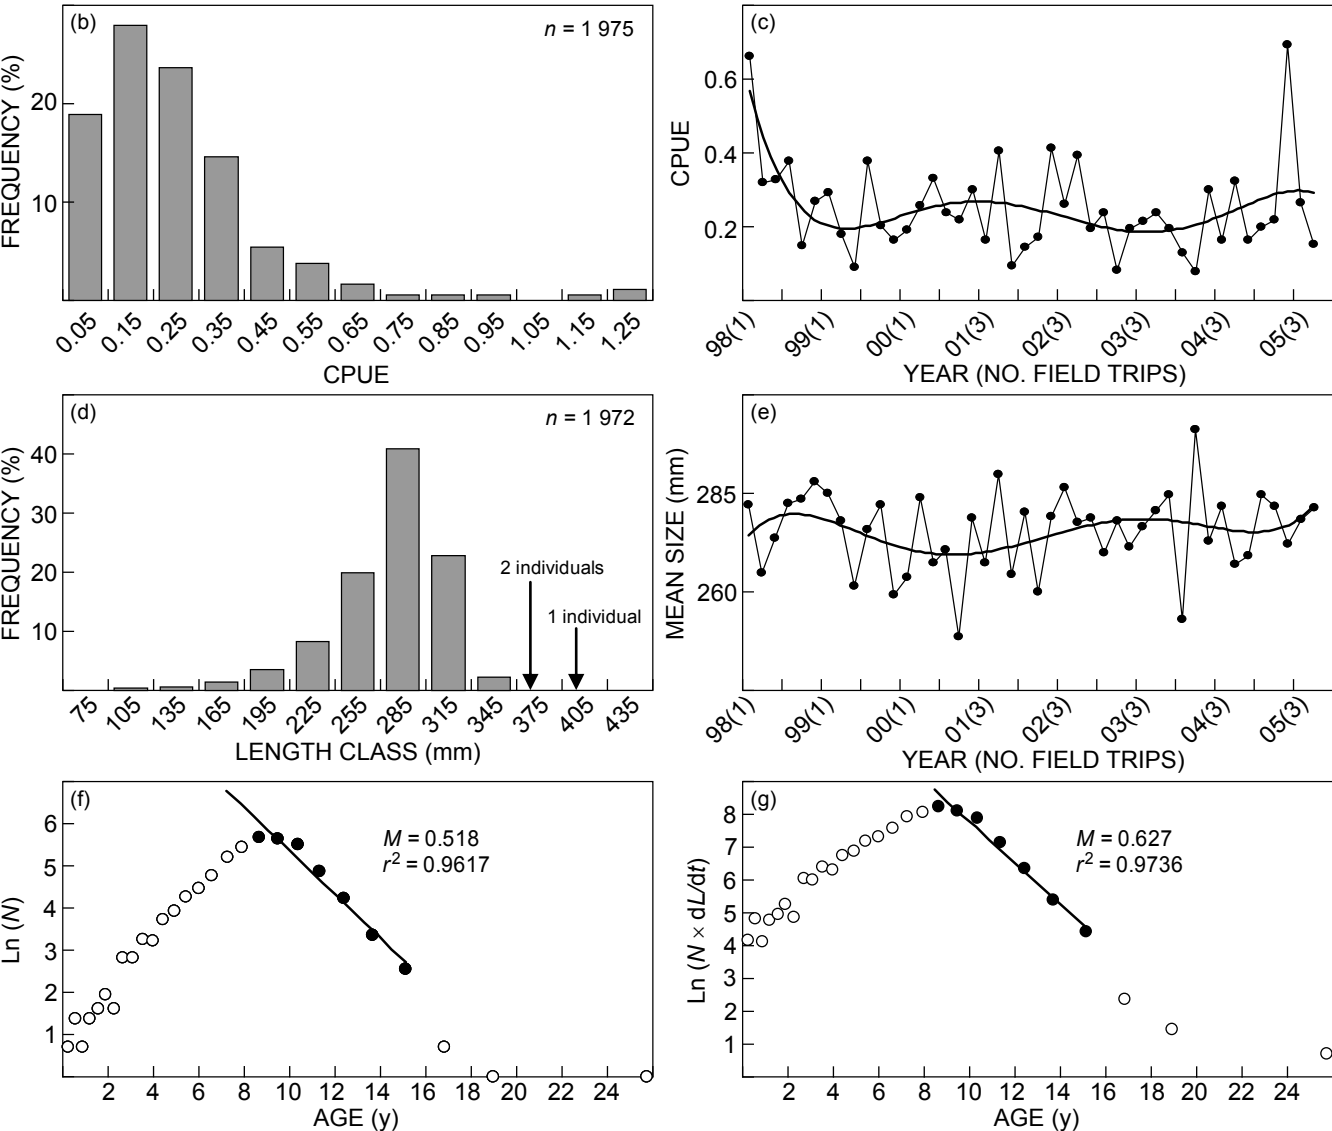 (b)
n = 1 975
FREQUENCY (%)
20
10
0.05 0.15 0.25 0.35 0.45 0.55 0.65 0.75 0.85 0.95 1.05 1.15 1.25
CPUE
(c)
CPUE
0.6
0.4
0.2
98(1) 99(1) 00(1) 01(3) 02(3) 03(3) 04(3) 05(3)
YEAR (NO. FIELD TRIPS)
(d)
n = 1 972
FREQUENCY (%)
40
30
20
10
2 individuals
1 individual
75 105 135 165 195 225 255 285 315 345 375 405 435
LENGTH CLASS (mm)
(e)
MEAN SIZE (mm)
285
260
98(1) 99(1) 00(1) 01(3) 02(3) 03(3) 04(3) 05(3)
YEAR (NO. FIELD TRIPS)
(f)
M = 0.518
r² = 0.9617
Ln (N)
6
5
4
3
2
1
2 4 6 8 10 12 14 16 18 20 22 24
AGE (y)
(g)
M = 0.627
r² = 0.9736
Ln (N × dL/dt)
8
7
6
5
4
3
2
1
2 4 6 8 10 12 14 16 18 20 22 24
AGE (y)